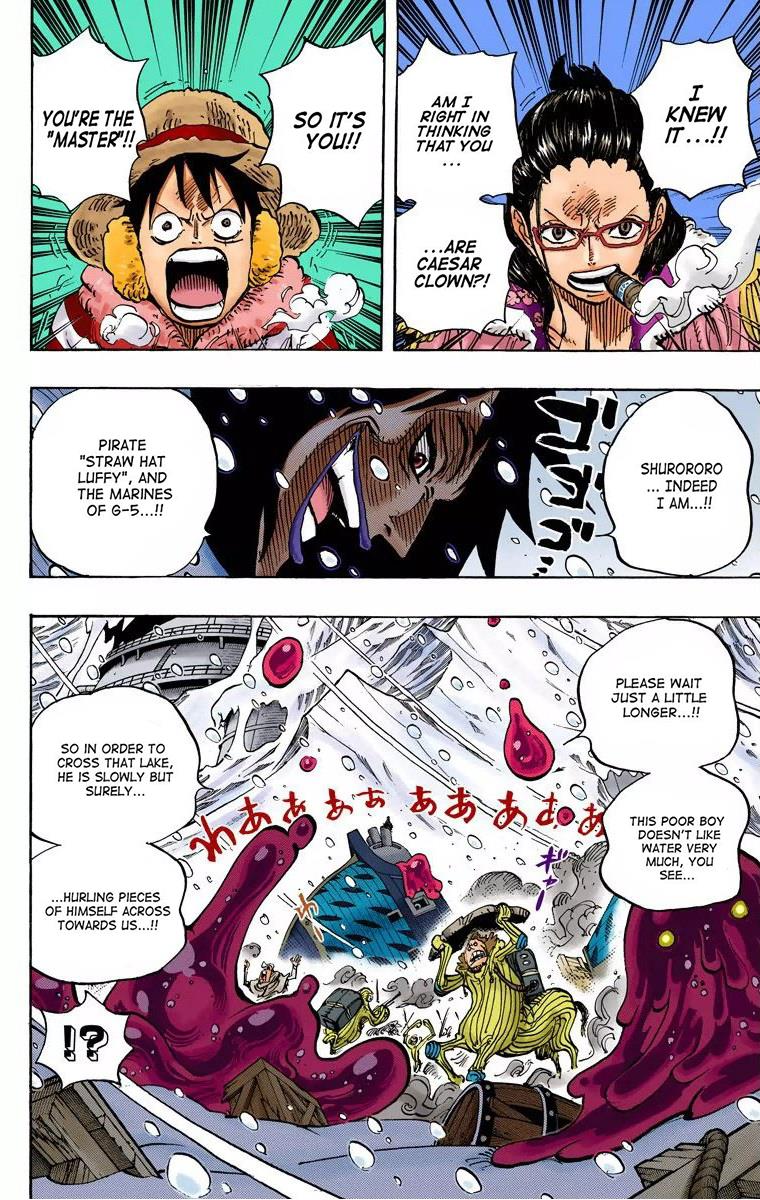 I
KNEW
IT...!!
AM I
RIGHT IN
THINKING
THAT YOU
...
...ARE
CAESAR
CLOWN?!
SO IT'S
YOU!!
YOU'RE THE
"MASTER"!!
SHURORORO
... INDEED
I AM...!!
PIRATE
"STRAW HAT
LUFFY", AND
THE MARINES
OF G-5...!!
PLEASE WAIT
JUST A LITTLE
LONGER...!!
THIS POOR BOY
DOESN'T LIKE
WATER VERY
MUCH, YOU
SEE...
SO IN ORDER TO
CROSS THAT LAKE,
HE IS SLOWLY BUT
SURELY...
...HURLING PIECES
OF HIMSELF ACROSS
TOWARDS US...!!
ギャー
!?